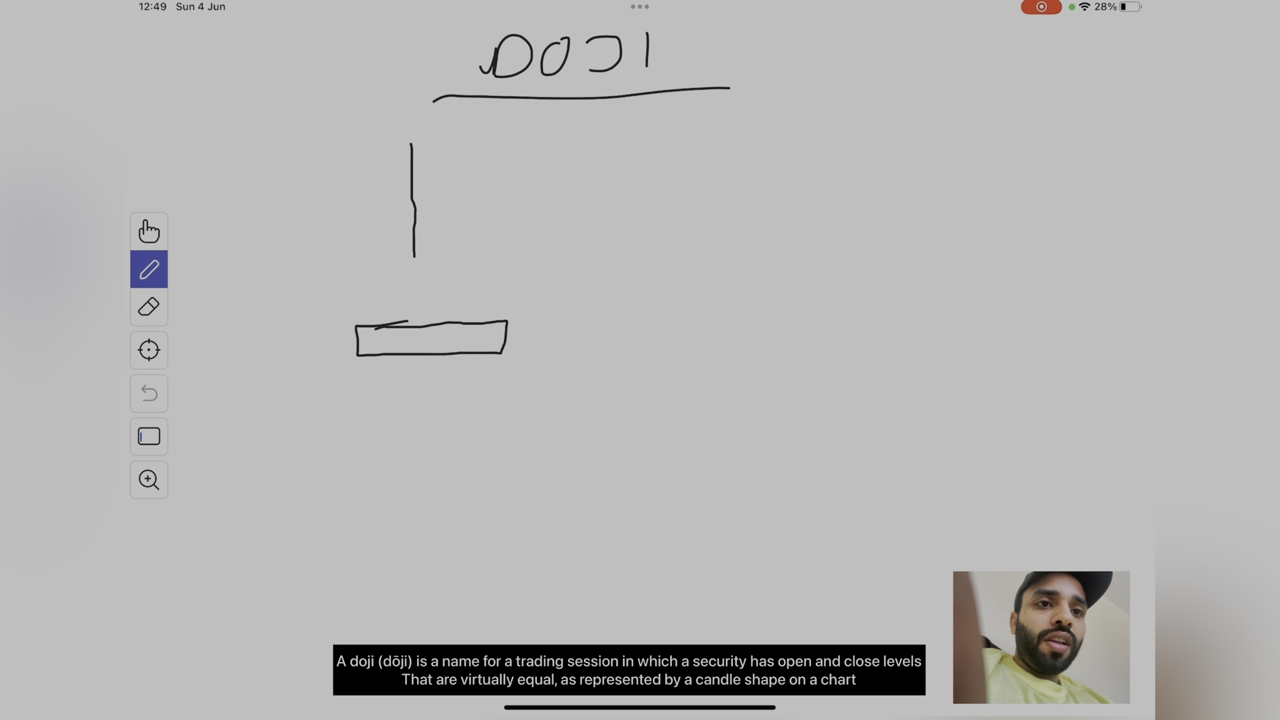 12:49 Sun 4 Jun
28%
DOJI
A doji (dōji) is a name for a trading session in which a security has open and close levels
That are virtually equal, as represented by a candle shape on a chart